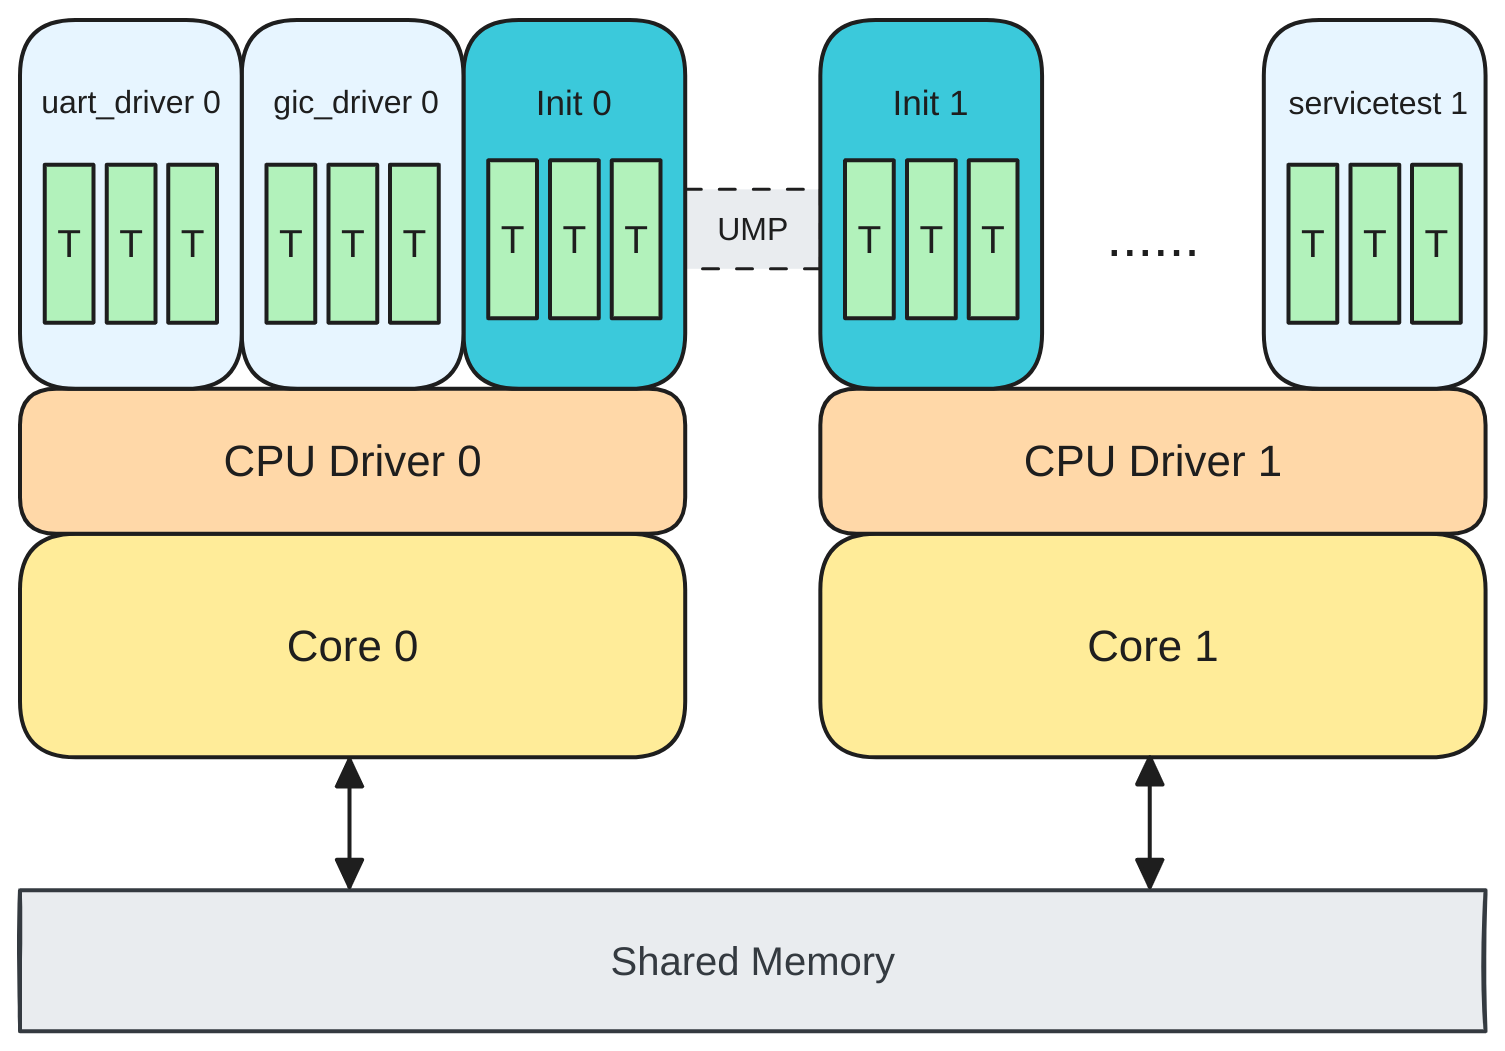 uart_driver 0
gic_driver 0
Init 0
Init 1
servicetest 1
T T T
T T T
T T T
UMP
T T T
......
T T T
CPU Driver 0
CPU Driver 1
Core 0
Core 1
Shared Memory